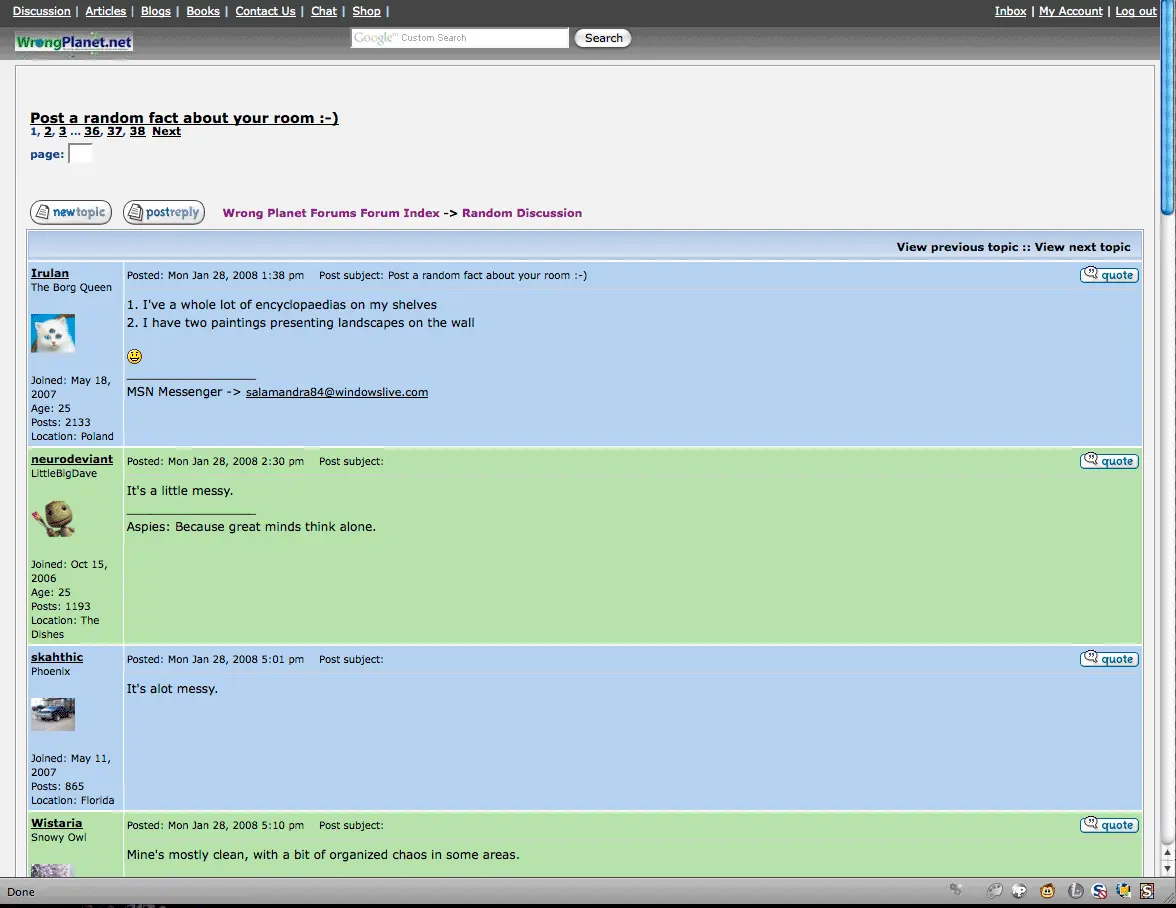 Discussion | Articles | Blogs | Books | Contact Us | Chat | Shop |
Inbox | My Account | Log out
WrongPlanet.net
Google™ Custom Search
Search
Post a random fact about your room :-)
1, 2, 3 ... 36, 37, 38 Next
page:
newtopic postreply Wrong Planet Forums Forum Index -> Random Discussion
View previous topic :: View next topic
Irulan
The Borg Queen
Joined: May 18,
2007
Age: 25
Posts: 2133
Location: Poland
Posted: Mon Jan 28, 2008 1:38 pm Post subject: Post a random fact about your room :-)
quote
1. I've a whole lot of encyclopaedias on my shelves
2. I have two paintings presenting landscapes on the wall
MSN Messenger -> salamandra84@windowslive.com
neurodeviant
LittleBigDave
Joined: Oct 15,
2006
Age: 25
Posts: 1193
Location: The
Dishes
Posted: Mon Jan 28, 2008 2:30 pm Post subject:
quote
It's a little messy.
Aspies: Because great minds think alone.
skahthic
Phoenix
Joined: May 11,
2007
Posts: 865
Location: Florida
Posted: Mon Jan 28, 2008 5:01 pm Post subject:
quote
It's alot messy.
Wistaria
Snowy Owl
Posted: Mon Jan 28, 2008 5:10 pm Post subject:
quote
Mine's mostly clean, with a bit of organized chaos in some areas.
Done